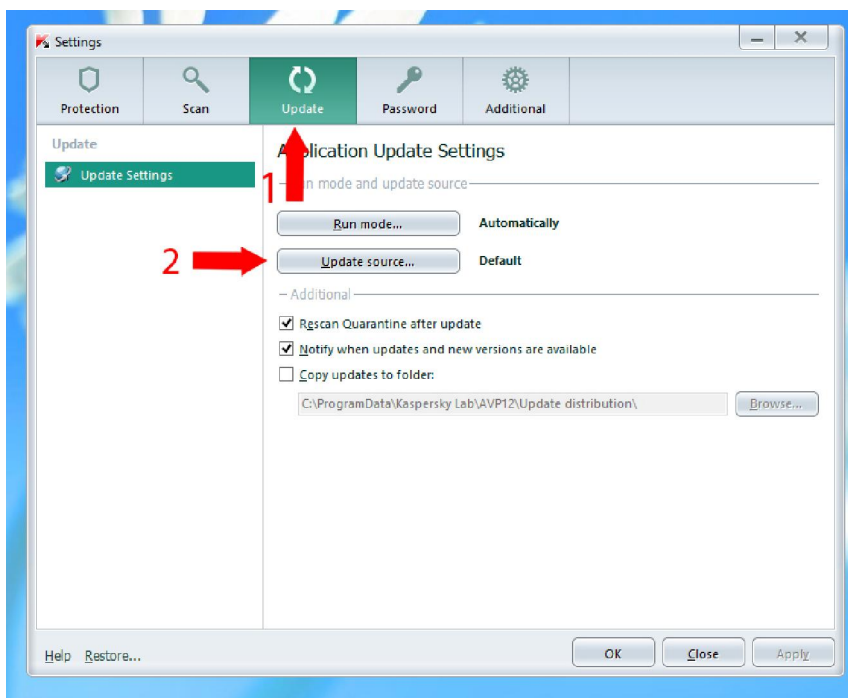 Settings
Protection Scan Update Password Additional
Update
Update Settings
Application Update Settings
Run mode and update source
1
Run mode... Automatically
2
Update source... Default
Additional
Rescan Quarantine after update
Notify when updates and new versions are available
Copy updates to folder:
C:\ProgramData\Kaspersky Lab\AVP12\Update distribution\ Browse...
Help Restore... OK Close Apply